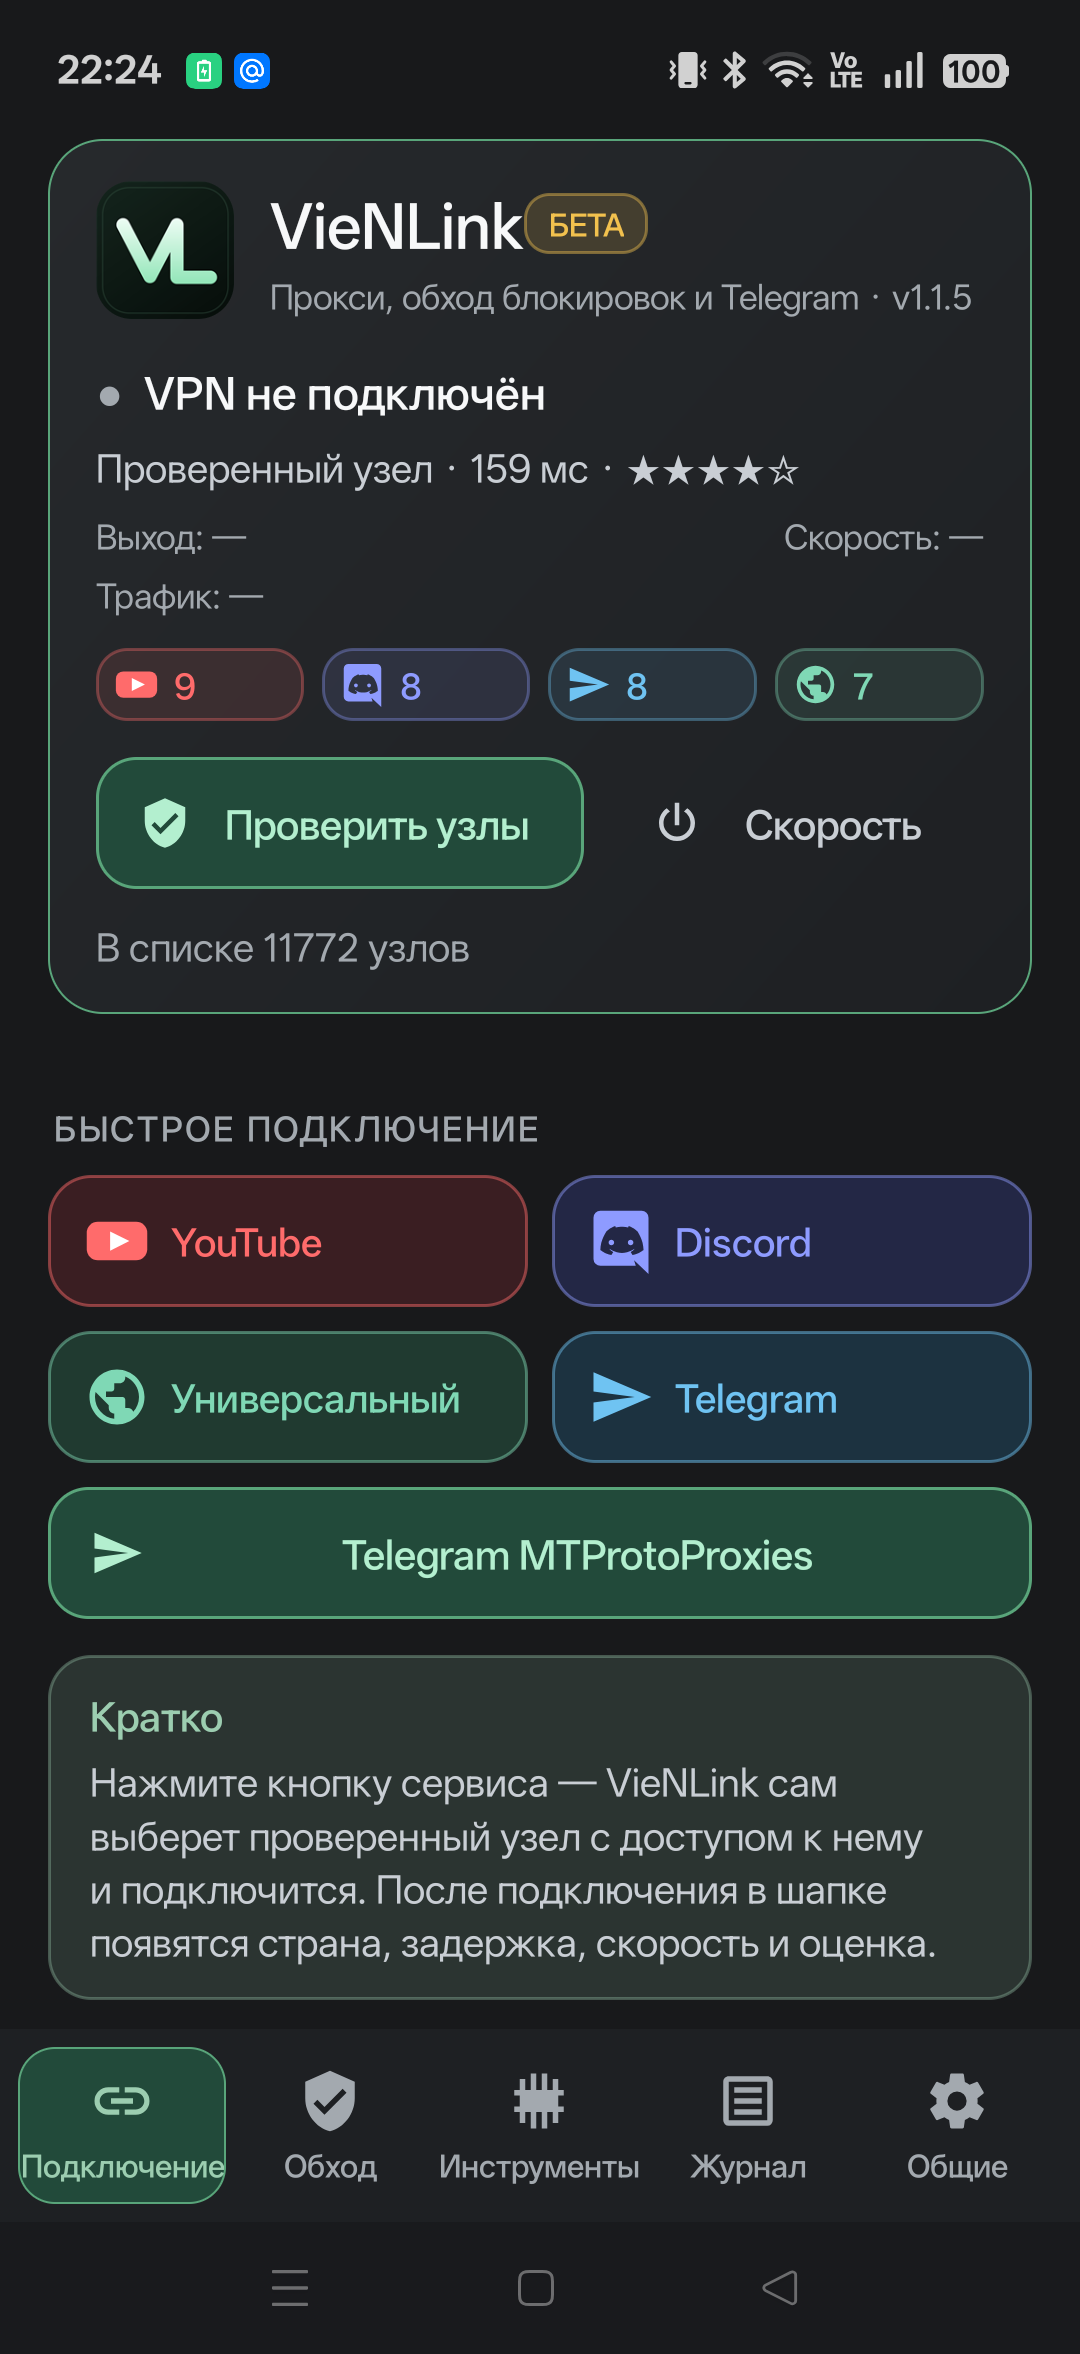 22:24
Vo LTE
100
VieNLink БЕТА
Прокси, обход блокировок и Telegram · v1.1.5
VPN не подключён
Проверенный узел · 159 мс · ★★★★☆
Выход: — Скорость: —
Трафик: —
9 8 8 7
Проверить узлы Скорость
В списке 11772 узлов
БЫСТРОЕ ПОДКЛЮЧЕНИЕ
YouTube Discord
Универсальный Telegram
Telegram MTProtoProxies
Кратко
Нажмите кнопку сервиса — VieNLink сам
выберет проверенный узел с доступом к нему
и подключится. После подключения в шапке
появятся страна, задержка, скорость и оценка.
Подключение Обход Инструменты Журнал Общие